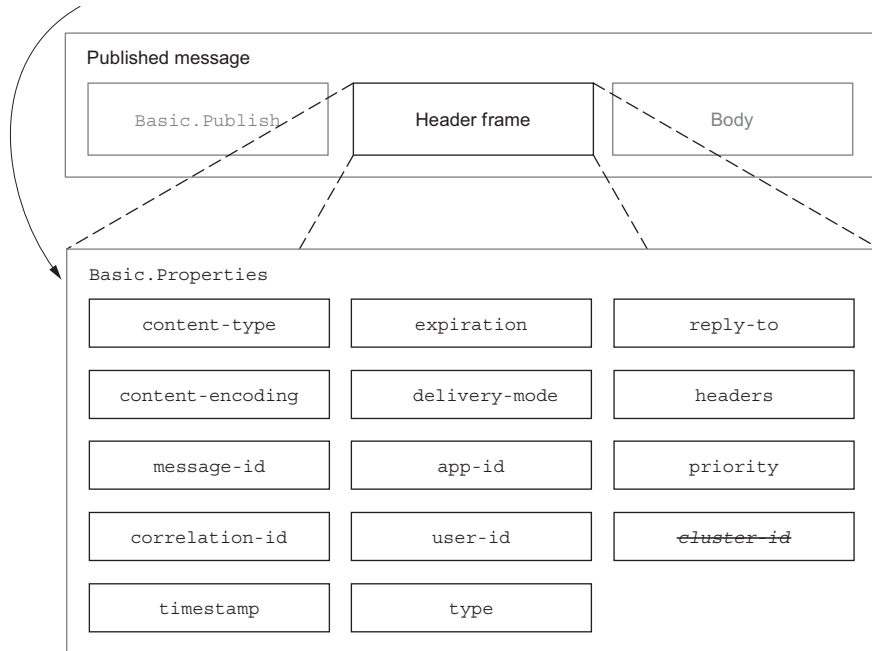 Published message
Basic.Publish
Header frame
Body
Basic.Properties
content-type
expiration
reply-to
content-encoding
delivery-mode
headers
message-id
app-id
priority
correlation-id
user-id
cluster-id
timestamp
type